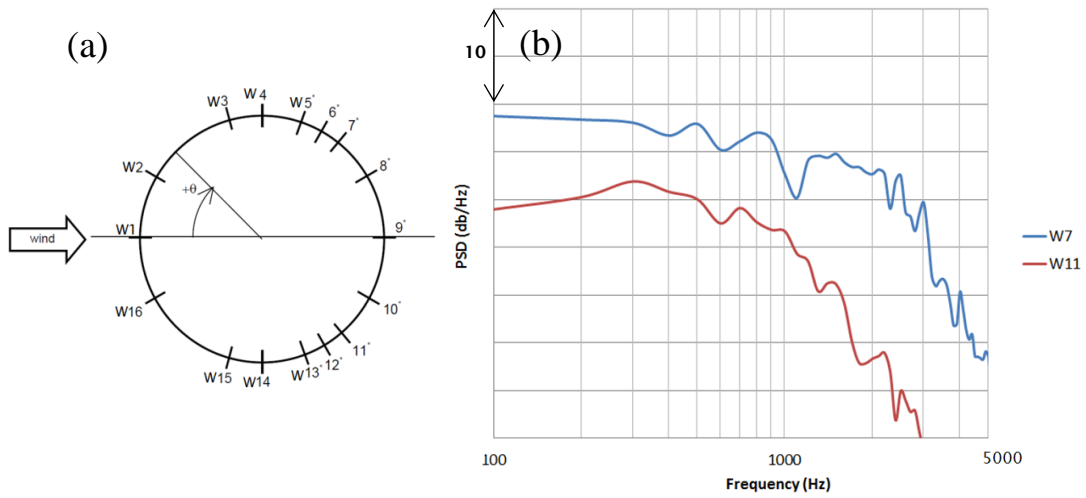 (a)
W3
W 4
W5*
6*
7*
W2
8*
+θ
W1
wind
9*
W16
10*
W15
W14
W13*
12*
11*
(b)
10
PSD (db/Hz)
W7
W11
100
1000
5000
Frequency (Hz)